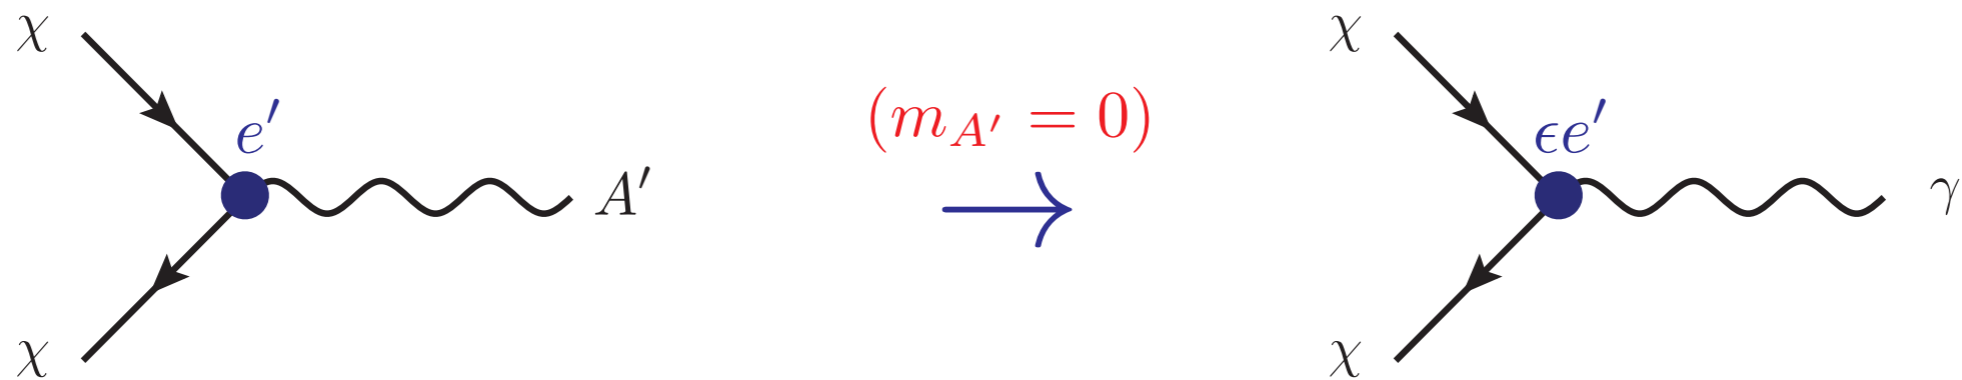 χ χ
(m_{A'} = 0)
e' ϵe'
A' γ
χ χ